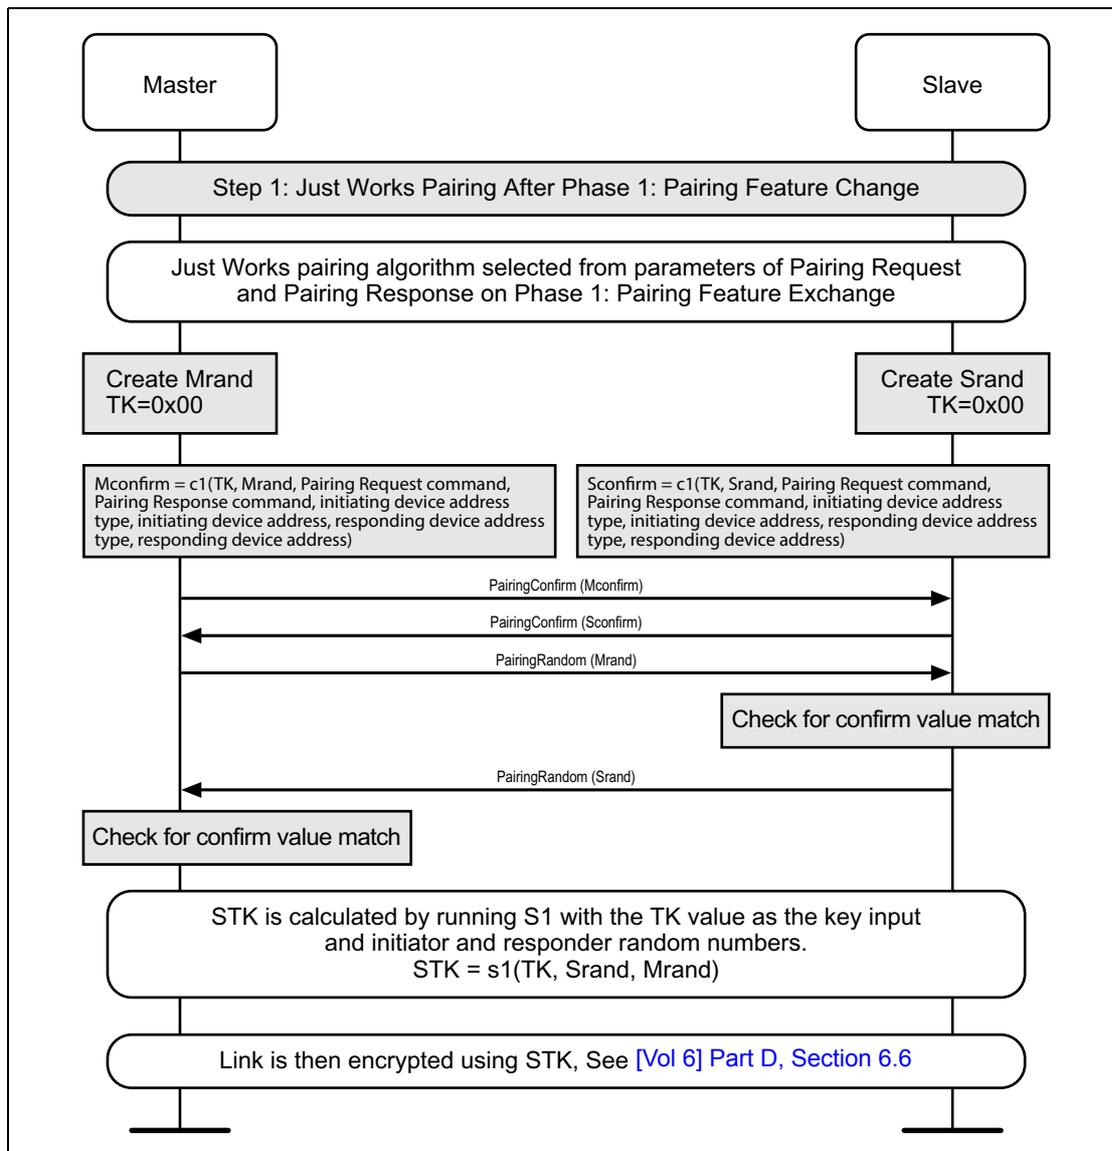 Master
Slave
Step 1: Just Works Pairing After Phase 1: Pairing Feature Change
Just Works pairing algorithm selected from parameters of Pairing Request
and Pairing Response on Phase 1: Pairing Feature Exchange
Create Mrand
TK=0x00
Create Srand
TK=0x00
Mconfirm = c1(TK, Mrand, Pairing Request command,
Pairing Response command, initiating device address
type, initiating device address, responding device address
type, responding device address)
Sconfirm = c1(TK, Srand, Pairing Request command,
Pairing Response command, initiating device address
type, initiating device address, responding device address
type, responding device address)
PairingConfirm (Mconfirm)
PairingConfirm (Sconfirm)
PairingRandom (Mrand)
Check for confirm value match
PairingRandom (Srand)
Check for confirm value match
STK is calculated by running S1 with the TK value as the key input
and initiator and responder random numbers.
STK = s1(TK, Srand, Mrand)
Link is then encrypted using STK, See [Vol 6] Part D, Section 6.6